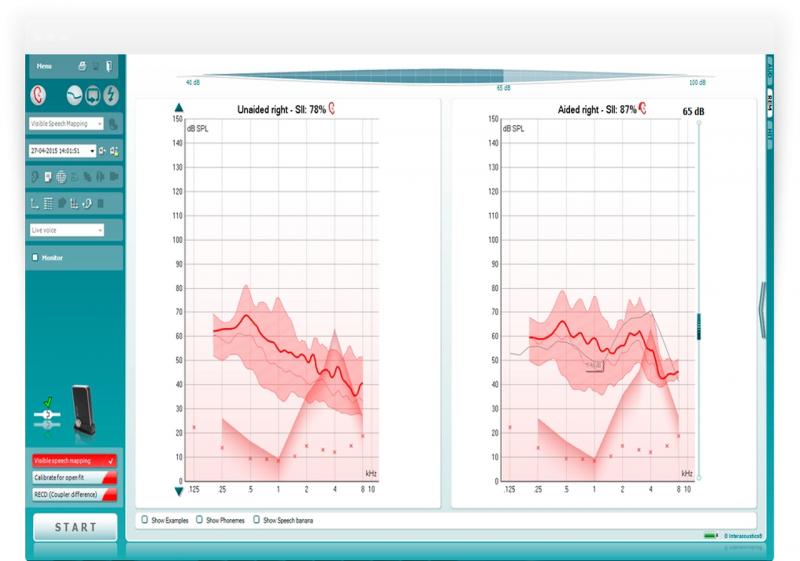 Menu
Visible Speech Mapping
27-04-2015 14:01:51
Live voice
Monitor
Visible speech mapping
Calibrate for open fit
RECD (Coupler difference)
START
40 dB
65 dB
100 dB
Unaided right - SII: 78%
150
dB SPL
140
130
120
110
100
90
80
70
60
50
40
30
20
10
0
kHz
.125 .25 .5 1 2 4 8 10
Aided right - SII: 87%
65 dB
150
dB SPL
140
130
120
110
100
90
80
70
60
50
40
30
20
10
0
kHz
.125 .25 .5 1 2 4 8 10
Show Examples
Show Phonemes
Show Speech banana
REM
Interacoustics